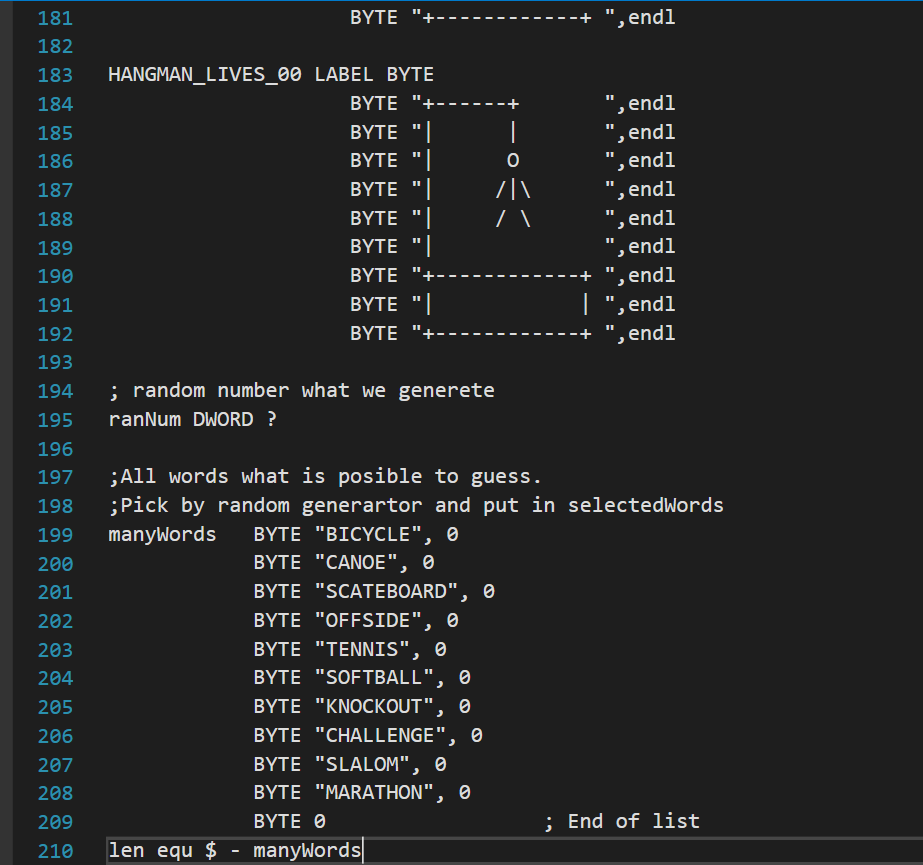 181                       BYTE "+------------+ ",endl
182
183   HANGMAN_LIVES_00 LABEL BYTE
184                       BYTE "+------+       ",endl
185                       BYTE "|      |       ",endl
186                       BYTE "|      O       ",endl
187                       BYTE "|     /|\      ",endl
188                       BYTE "|     / \      ",endl
189                       BYTE "|              ",endl
190                       BYTE "+------------+ ",endl
191                       BYTE "|            | ",endl
192                       BYTE "+------------+ ",endl
193
194   ; random number what we generete
195   ranNum DWORD ?
196
197   ;All words what is posible to guess.
198   ;Pick by random generartor and put in selectedWords
199   manyWords   BYTE "BICYCLE", 0
200               BYTE "CANOE", 0
201               BYTE "SCATEBOARD", 0
202               BYTE "OFFSIDE", 0
203               BYTE "TENNIS", 0
204               BYTE "SOFTBALL", 0
205               BYTE "KNOCKOUT", 0
206               BYTE "CHALLENGE", 0
207               BYTE "SLALOM", 0
208               BYTE "MARATHON", 0
209               BYTE 0                  ; End of list
210   len equ $ - manyWords